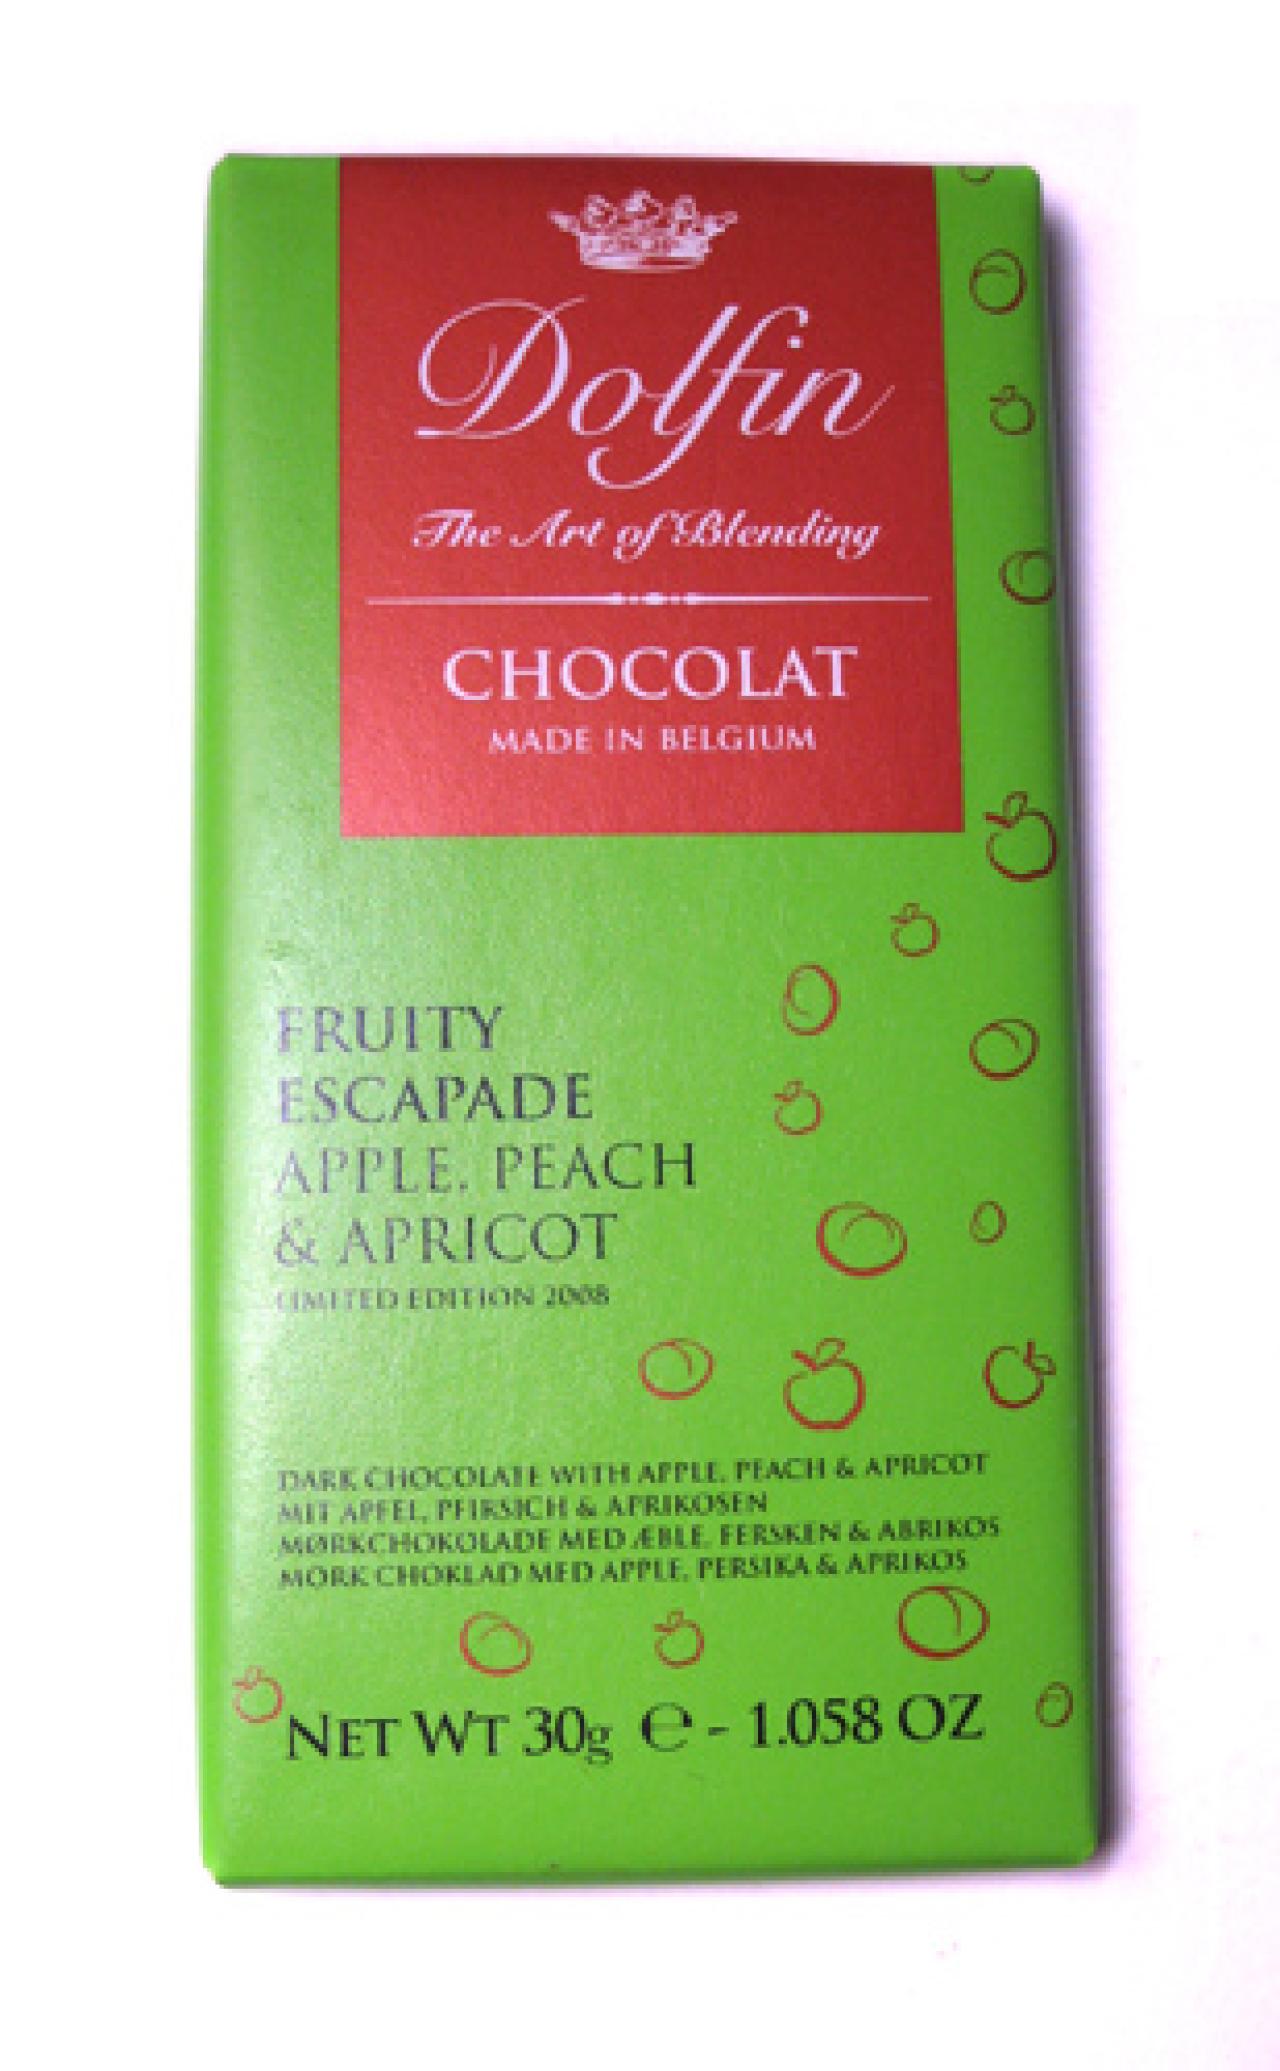 Dolfin
The Art of Blending
CHOCOLAT
MADE IN BELGIUM
FRUITY
ESCAPADE
APPLE, PEACH
& APRICOT
LIMITED EDITION 2008
DARK CHOCOLATE WITH APPLE, PEACH & APRICOT
MIT APFEL, PFIRSICH & APRIKOSEN
MØRKCHOKOLADE MED ÆBLE, FERSKEN & ABRIKOS
MORK CHOKLAD MED APPLE, PERSIKA & APRIKOS
NET WT 30g ℮ - 1.058 OZ